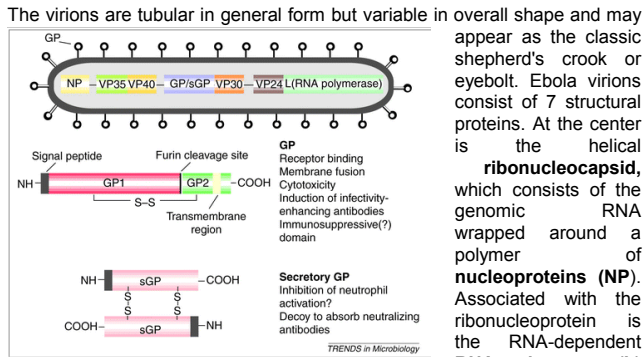 The virions are tubular in general form but variable in overall shape and may
appear as the classic
shepherd's crook or
eyebolt. Ebola virions
consist of 7 structural
proteins. At the center
is the helical
ribonucleocapsid,
which consists of the
genomic RNA
wrapped around a
polymer of
nucleoproteins (NP).
Associated with the
ribonucleoprotein is
the RNA-dependent
GP
NP VP35 VP40 GP/sGP VP30 VP24 L(RNA polymerase)
Signal peptide Furin cleavage site
NH GP1 GP2 COOH
S–S
Transmembrane
region
GP
Receptor binding
Membrane fusion
Cytotoxicity
Induction of infectivity-
enhancing antibodies
Immunosuppressive(?)
domain
NH sGP COOH
S S
S S
COOH sGP NH
Secretory GP
Inhibition of neutrophil
activation?
Decoy to absorb neutralizing
antibodies
TRENDS in Microbiology